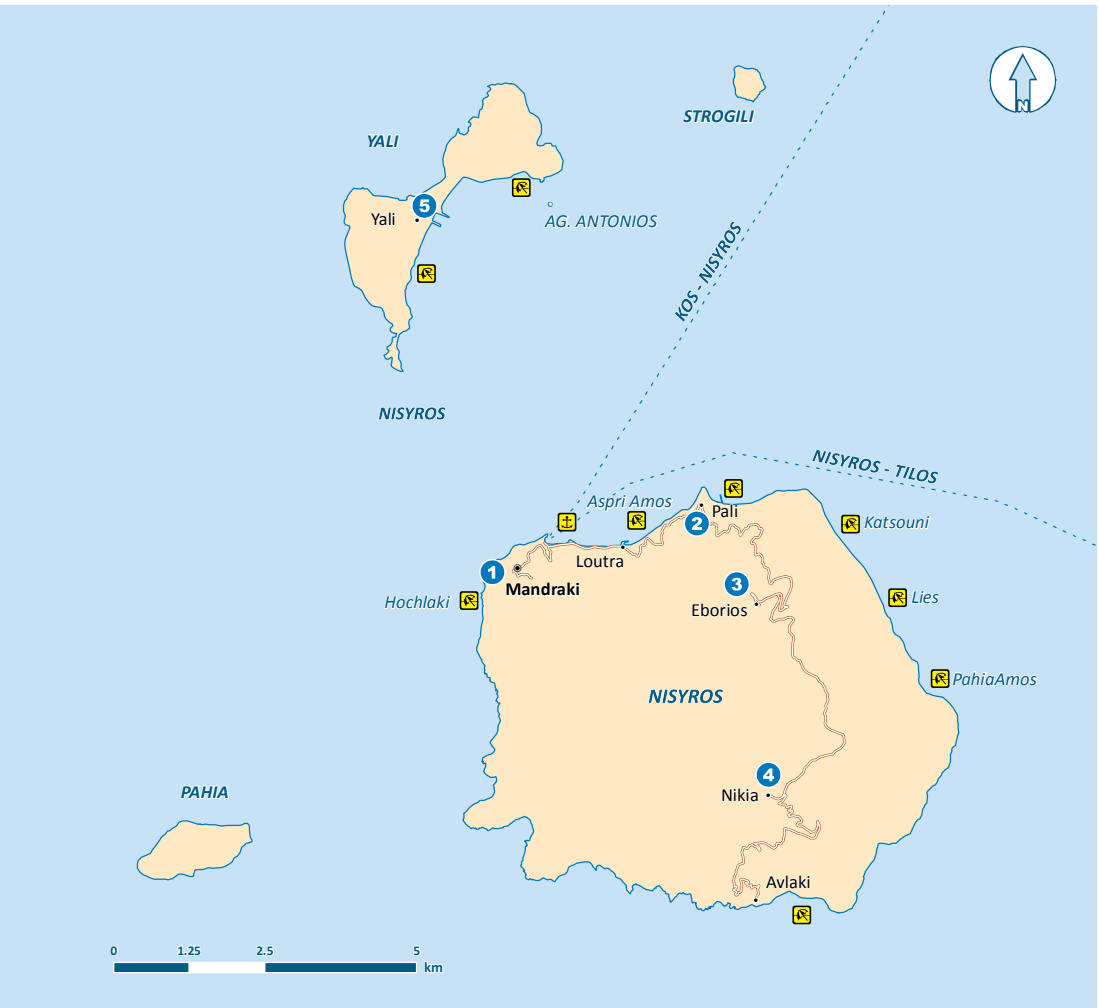 N
STROGILI
YALI
5
Yali
AG. ANTONIOS
KOS - NISYROS
NISYROS
NISYROS - TILOS
Aspri Amos
Pali
2
Katsouni
Loutra
1
Mandraki
3
Hochlaki
Eborios
Lies
PahiaAmos
NISYROS
4
Nikia
PAHIA
Avlaki
0 1.25 2.5 5
km